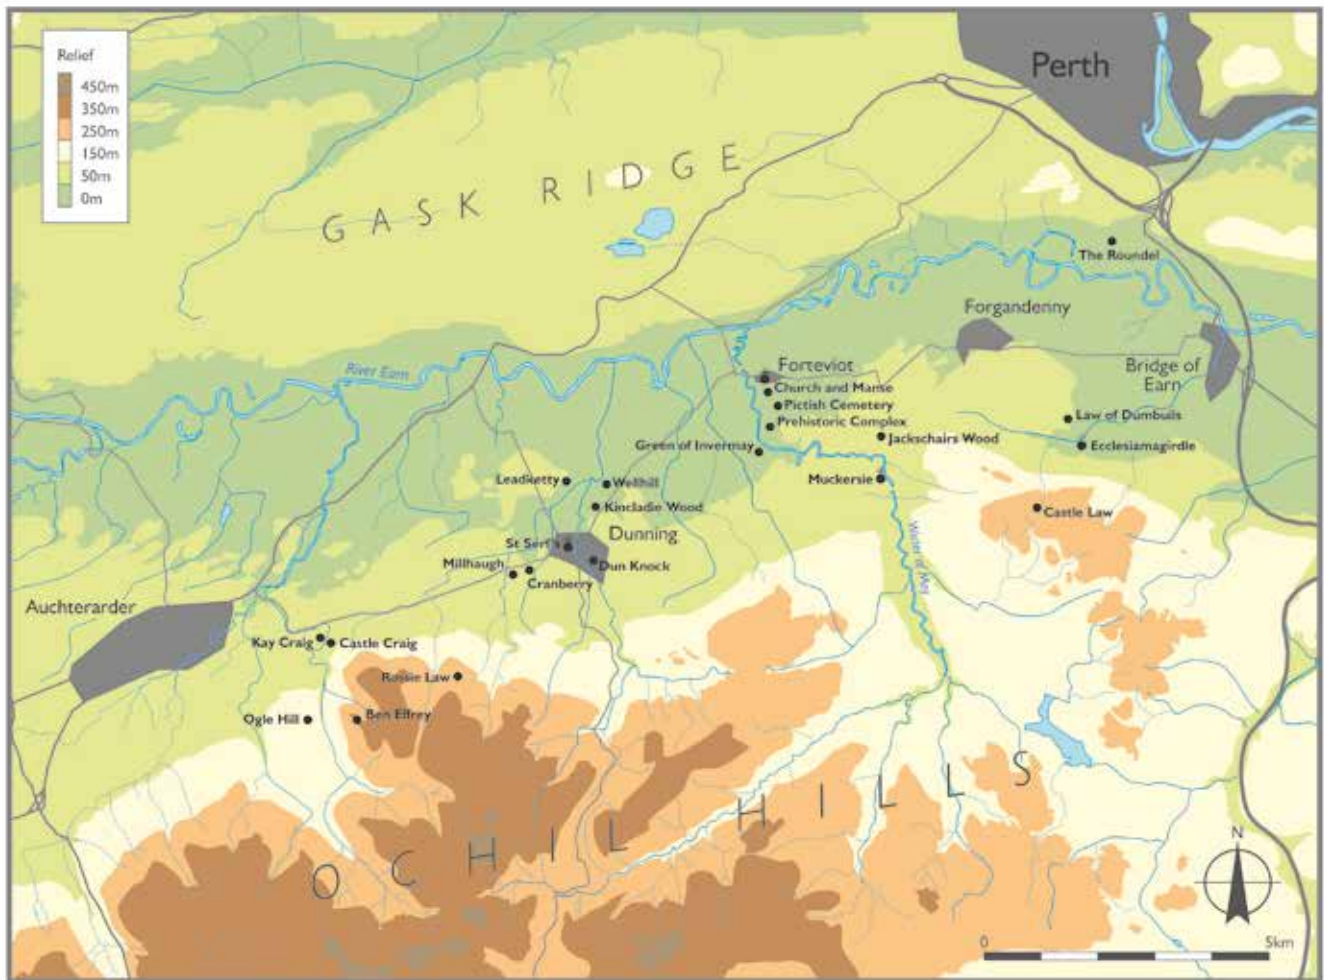 Relief
450m
350m
250m
150m
50m
0m
Perth
GASK RIDGE
The Roundel
Forgandenny
River Earn
Forteviot
Bridge of
Earn
Church and Manse
Pictish Cemetery
Law of Dumbuils
Prehistoric Complex
Jackschairs Wood
Green of Invermay
Ecclesiamagirdle
Leadketty
Wellhill
Muckersie
Kincladie Wood
Castle Law
Dunning
St Serf's
Water of May
Millhaugh
Dun Knock
Cranberry
Auchterarder
Kay Craig
Castle Craig
Rossie Law
Ogle Hill
Ben Effrey
OCHIL HILLS
N
0
5km